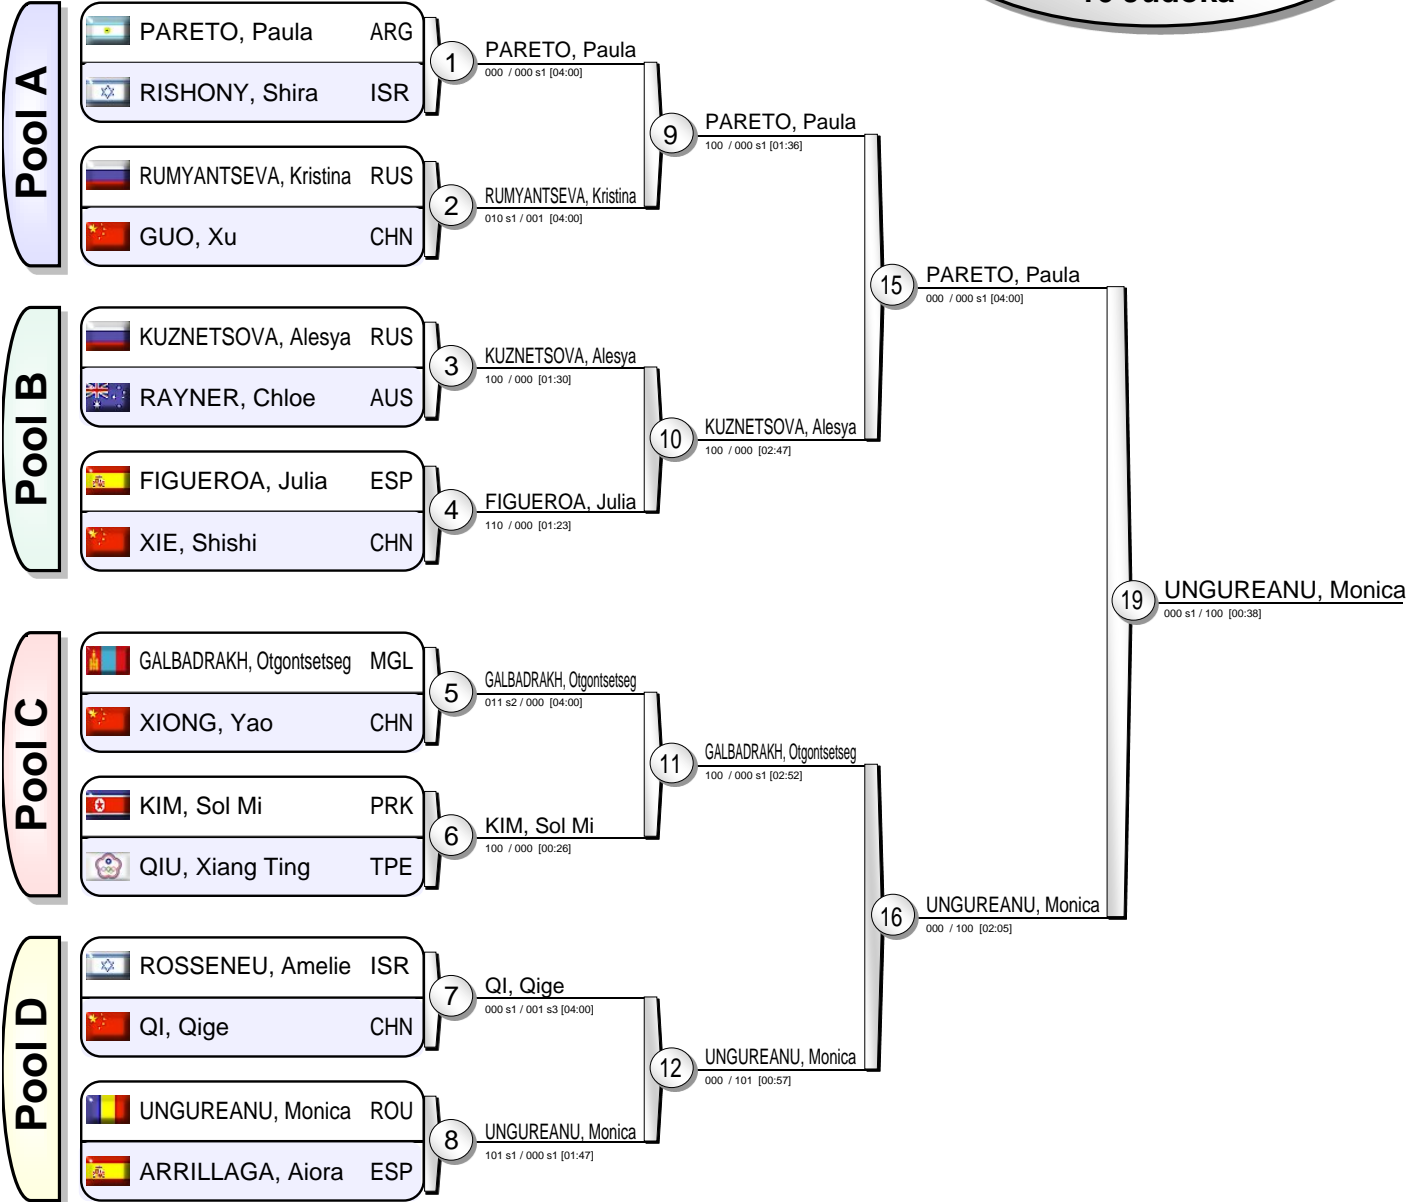 Pool A
PARETO, Paula ARG
RISHONY, Shira ISR
RUMYANTSEVA, Kristina RUS
GUO, Xu CHN
Pool B
KUZNETSOVA, Alesya RUS
RAYNER, Chloe AUS
FIGUEROA, Julia ESP
XIE, Shishi CHN
Pool C
GALBADRAKH, Otgontsetseg MGL
XIONG, Yao CHN
KIM, Sol Mi PRK
QIU, Xiang Ting TPE
Pool D
ROSSENEU, Amelie ISR
QI, Qige CHN
UNGUREANU, Monica ROU
ARRILLAGA, Aiora ESP
1
PARETO, Paula
000 / 000 s1 [04:00]
2
RUMYANTSEVA, Kristina
010 s1 / 001 [04:00]
3
KUZNETSOVA, Alesya
100 / 000 [01:30]
4
FIGUEROA, Julia
110 / 000 [01:23]
5
GALBADRAKH, Otgontsetseg
011 s2 / 000 [04:00]
6
KIM, Sol Mi
100 / 000 [00:26]
7
QI, Qige
000 s1 / 001 s3 [04:00]
8
UNGUREANU, Monica
101 s1 / 000 s1 [01:47]
9
PARETO, Paula
100 / 000 s1 [01:36]
10
KUZNETSOVA, Alesya
100 / 000 [02:47]
11
GALBADRAKH, Otgontsetseg
100 / 000 s1 [02:52]
12
UNGUREANU, Monica
000 / 101 [00:57]
15
PARETO, Paula
000 / 000 s1 [04:00]
16
UNGUREANU, Monica
000 / 100 [02:05]
19
UNGUREANU, Monica
000 s1 / 100 [00:38]